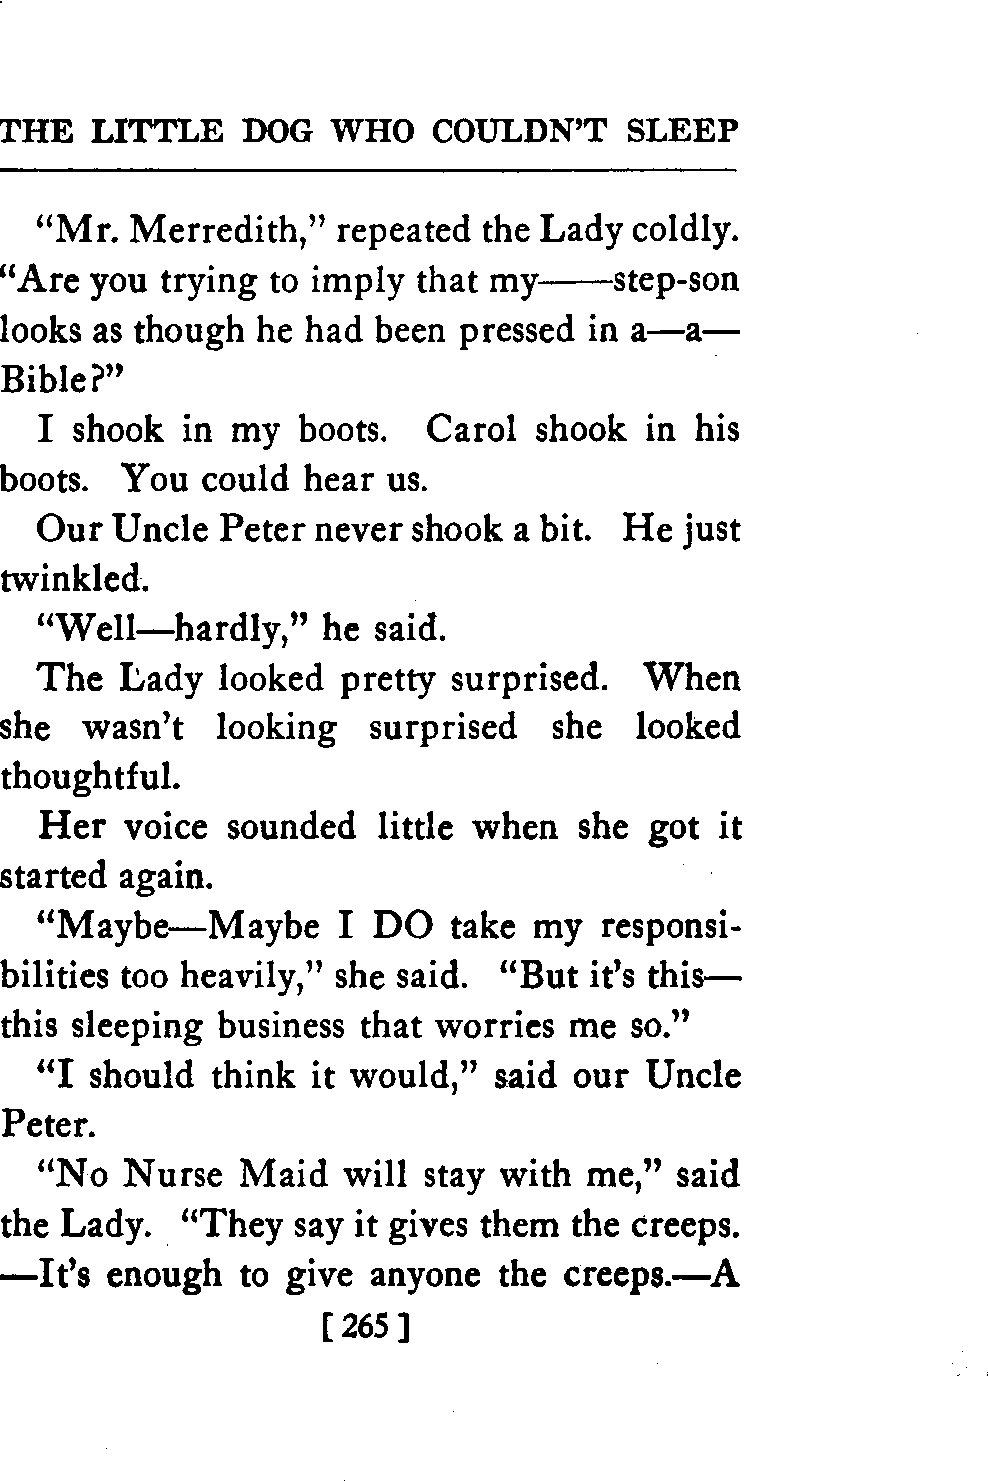 THE LITTLE DOG WHO COULDN'T SLEEP
"Mr. Merredith," repeated the Lady coldly.
"Are you trying to imply that my——step-son
looks as though he had been pressed in a—a—
Bible?"
I shook in my boots. Carol shook in his
boots. You could hear us.
Our Uncle Peter never shook a bit. He just
twinkled.
"Well—hardly," he said.
The Lady looked pretty surprised. When
she wasn't looking surprised she looked
thoughtful.
Her voice sounded little when she got it
started again.
"Maybe—Maybe I DO take my responsi-
bilities too heavily," she said. "But it's this—
this sleeping business that worries me so."
"I should think it would," said our Uncle
Peter.
"No Nurse Maid will stay with me," said
the Lady. "They say it gives them the creeps.
—It's enough to give anyone the creeps.—A
[ 265 ]